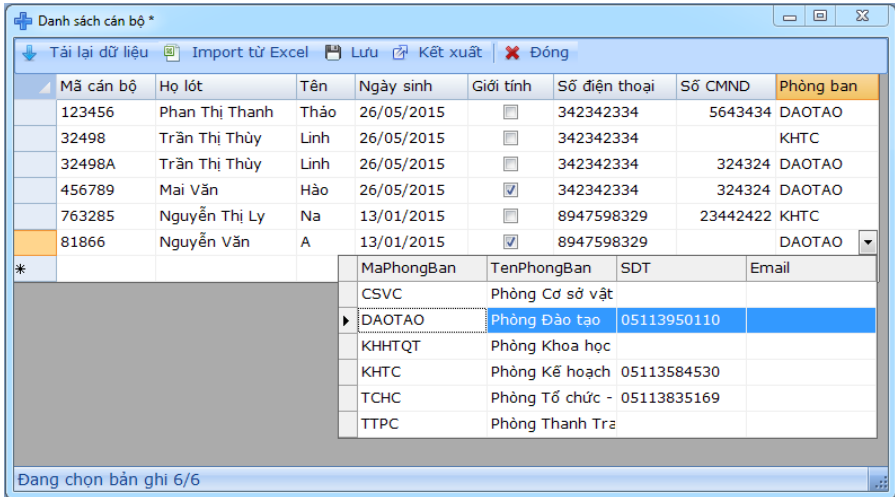 Danh sách cán bộ *
Tải lại dữ liệu Import từ Excel Lưu Kết xuất Đóng
Mã cán bộ Họ lót Tên Ngày sinh Giới tính Số điện thoại Số CMND Phòng ban
123456 Phan Thị Thanh Thảo 26/05/2015 342342334 5643434 DAOTAO
32498 Trần Thị Thùy Linh 26/05/2015 342342334 KHTC
32498A Trần Thị Thùy Linh 26/05/2015 342342334 324324 DAOTAO
456789 Mai Văn Hào 26/05/2015 342342334 324324 DAOTAO
763285 Nguyễn Thị Ly Na 13/01/2015 8947598329 23442422 KHTC
81866 Nguyễn Văn A 13/01/2015 8947598329 DAOTAO
MaPhongBan TenPhongBan SDT Email
CSVC Phòng Cơ sở vật
DAOTAO Phòng Đào tạo 05113950110
KHHTQT Phòng Khoa học
KHTC Phòng Kế hoạch 05113584530
TCHC Phòng Tổ chức - 05113835169
TTPC Phòng Thanh Tra
Đang chọn bản ghi 6/6